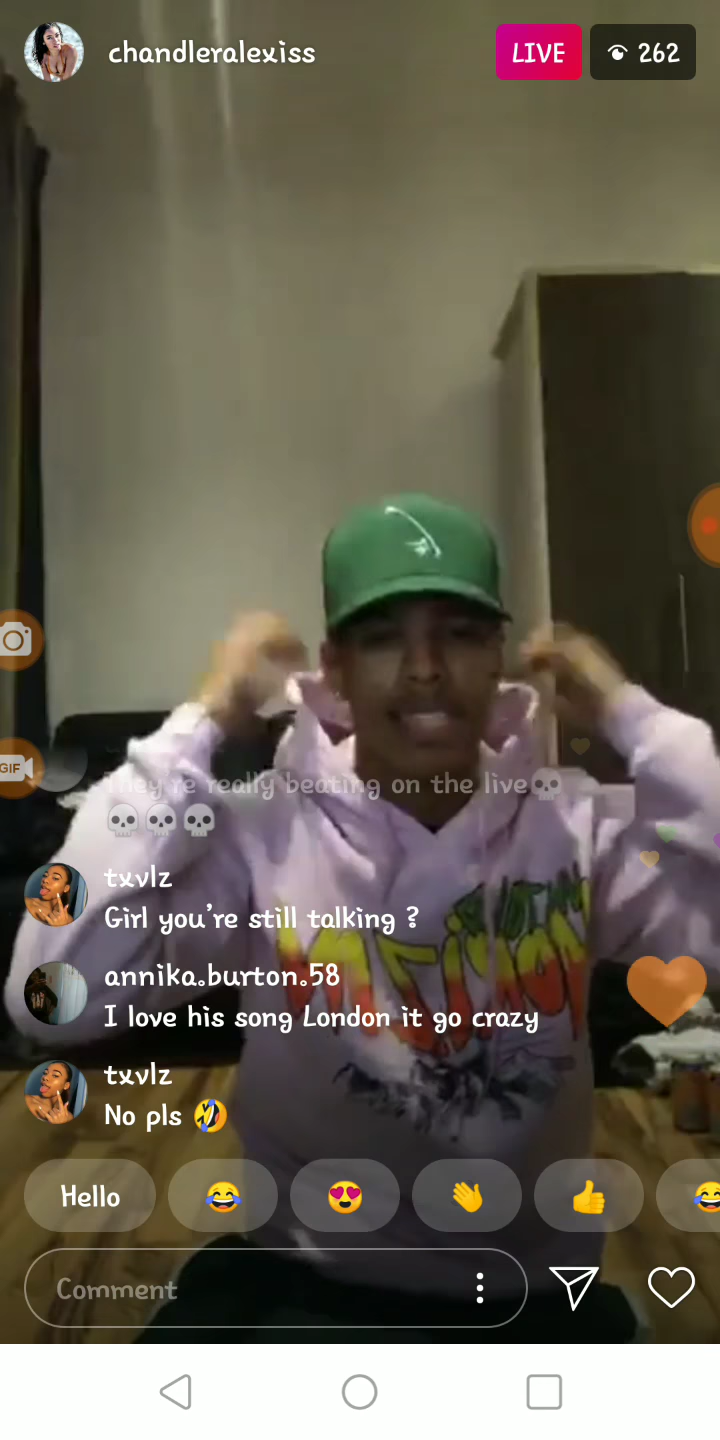 chandleralexiss
LIVE
262
GIF
They're really beating on the live💀
💀💀💀
txvlz
Girl you're still talking ?
annika.burton.58
I love his song London it go crazy
txvlz
No pls 🤣
Hello
Comment